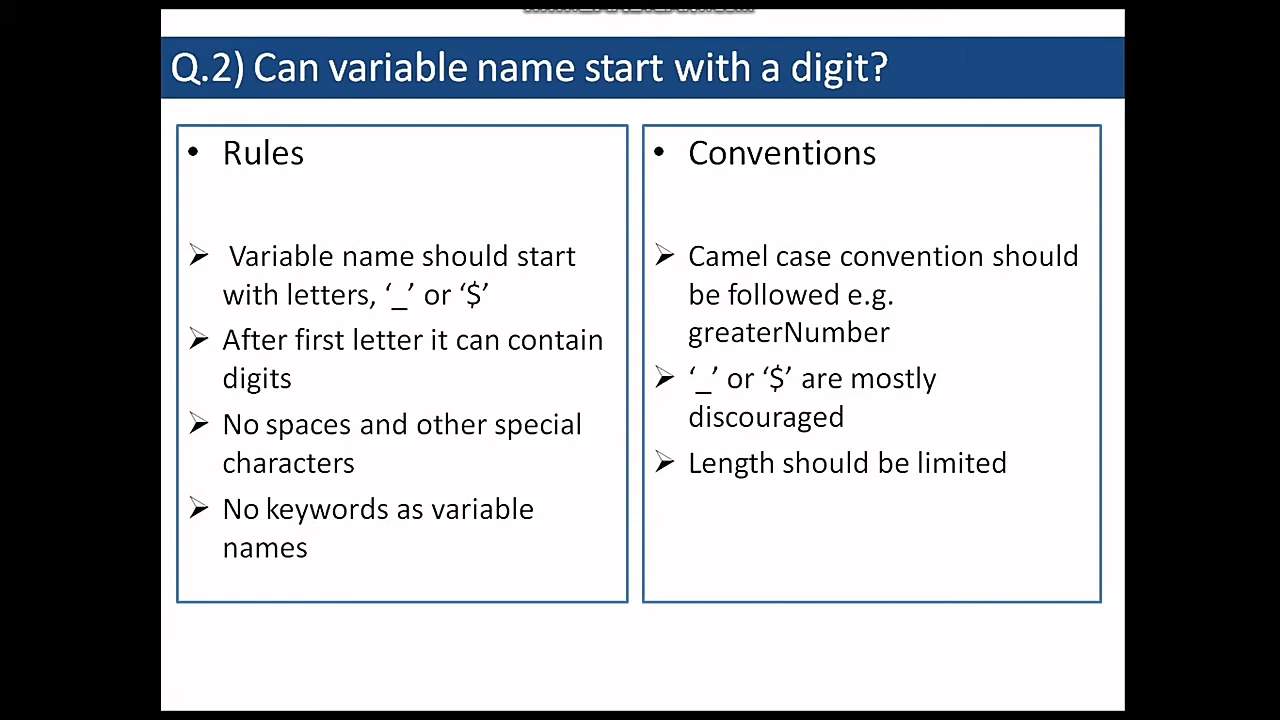 Q.2) Can variable name start with a digit?
• Rules
➢ Variable name should start
with letters, ‘_’ or ‘$’
➢ After first letter it can contain
digits
➢ No spaces and other special
characters
➢ No keywords as variable
names
• Conventions
➢ Camel case convention should
be followed e.g.
greaterNumber
➢ ‘_’ or ‘$’ are mostly
discouraged
➢ Length should be limited